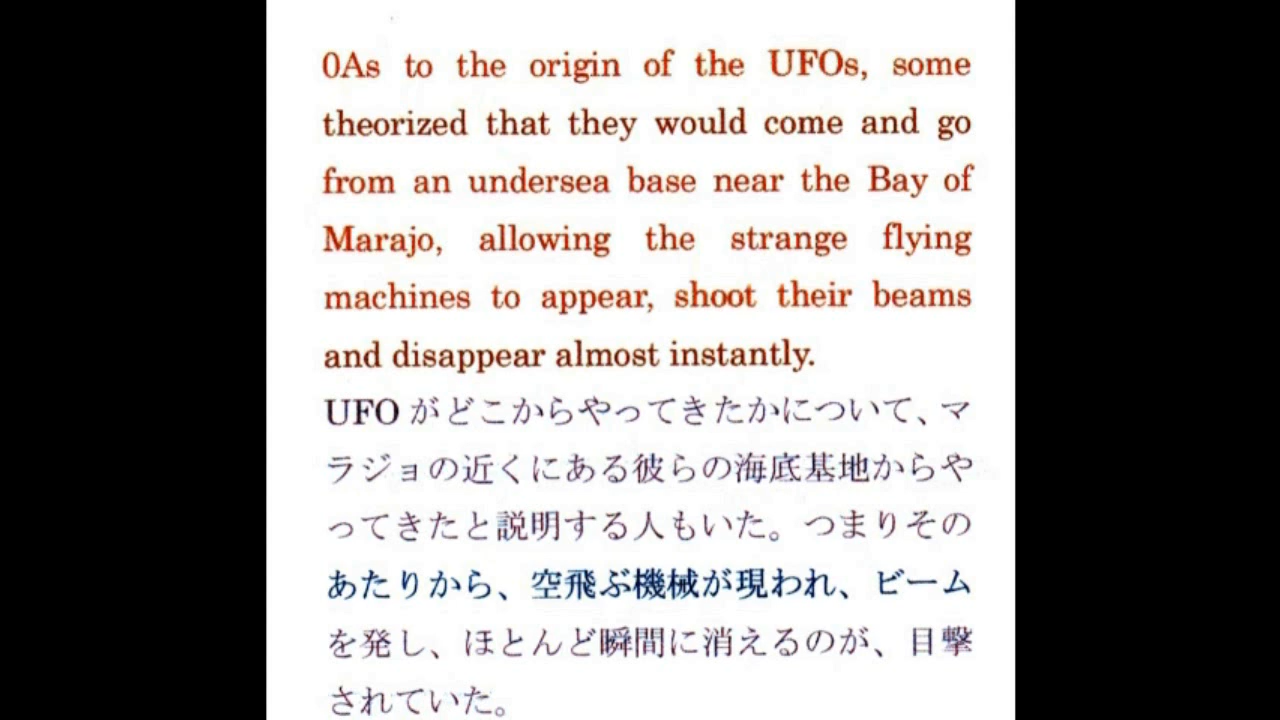 0As to the origin of the UFOs, some
theorized that they would come and go
from an undersea base near the Bay of
Marajo, allowing the strange flying
machines to appear, shoot their beams
and disappear almost instantly.
UFO がどこからやってきたかについて、マ
ラジョの近くにある彼らの海底基地からや
ってきたと説明する人もいた。つまりその
あたりから、空飛ぶ機械が現われ、ビーム
を発し、ほとんど瞬間に消えるのが、目撃
されていた。